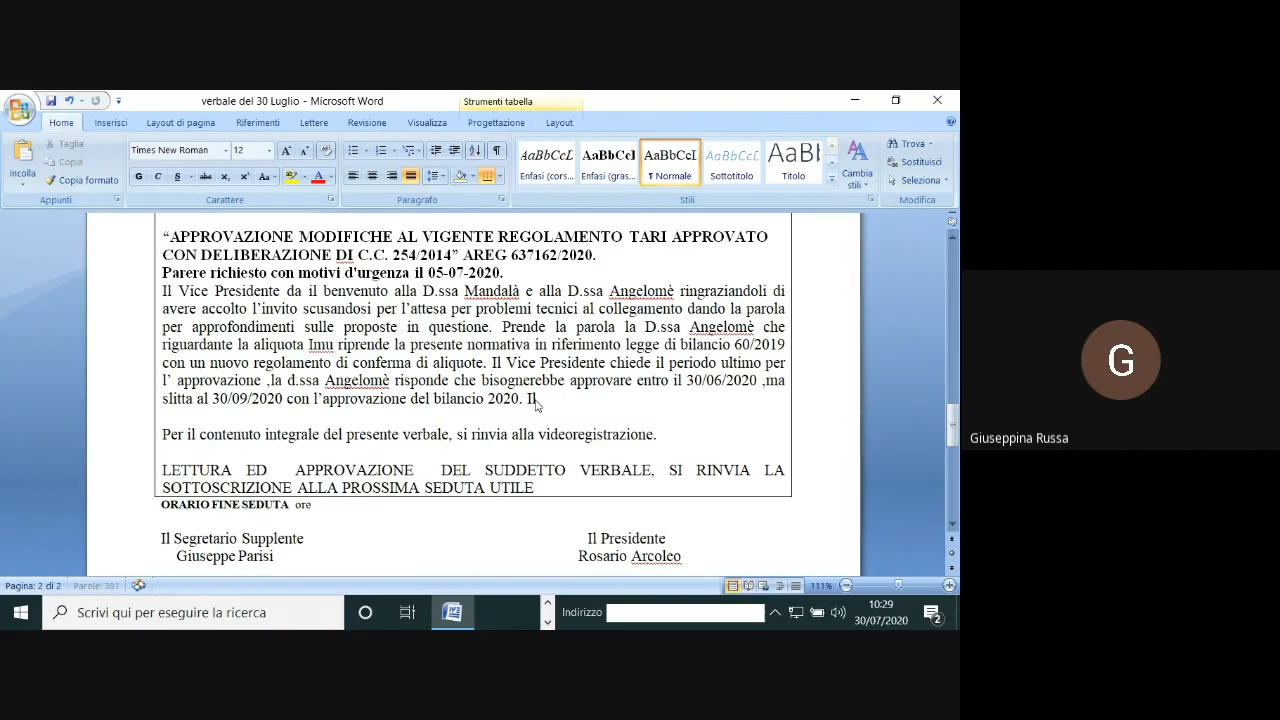 verbale del 30 Luglio - Microsoft Word
Strumenti tabella
Home Inserisci Layout di pagina Riferimenti Lettere Revisione Visualizza Progettazione Layout
Incolla
Taglia
Copia
Copia formato
Times New Roman 12
G C S abc x₂ x² Aa
AaBbCcL AaBbCcI AaBbCcL AaBbCcL AaBl
Enfasi (cors... Enfasi (gras... ¶ Normale Sottotitolo Titolo
Cambia stili
Trova
Sostituisci
Seleziona
Appunti Carattere Paragrafo Stili Modifica
“APPROVAZIONE MODIFICHE AL VIGENTE REGOLAMENTO TARI APPROVATO
CON DELIBERAZIONE DI C.C. 254/2014” AREG 637162/2020.
Parere richiesto con motivi d'urgenza il 05-07-2020.
Il Vice Presidente da il benvenuto alla D.ssa Mandalà e alla D.ssa Angelomè ringraziandoli di
avere accolto l’invito scusandosi per l’attesa per problemi tecnici al collegamento dando la parola
per approfondimenti sulle proposte in questione. Prende la parola la D.ssa Angelomè che
riguardante la aliquota Imu riprende la presente normativa in riferimento legge di bilancio 60/2019
con un nuovo regolamento di conferma di aliquote. Il Vice Presidente chiede il periodo ultimo per
l’ approvazione ,la d.ssa Angelomè risponde che bisognerebbe approvare entro il 30/06/2020 ,ma
slitta al 30/09/2020 con l’approvazione del bilancio 2020. Il
Per il contenuto integrale del presente verbale, si rinvia alla videoregistrazione.
LETTURA ED APPROVAZIONE DEL SUDDETTO VERBALE, SI RINVIA LA
SOTTOSCRIZIONE ALLA PROSSIMA SEDUTA UTILE
ORARIO FINE SEDUTA ore
Il Segretario Supplente Il Presidente
Giuseppe Parisi Rosario Arcoleo
Pagina: 2 di 2 Parole: 381 111%
Scrivi qui per eseguire la ricerca
Indirizzo
10:29
30/07/2020
2
G
Giuseppina Russa